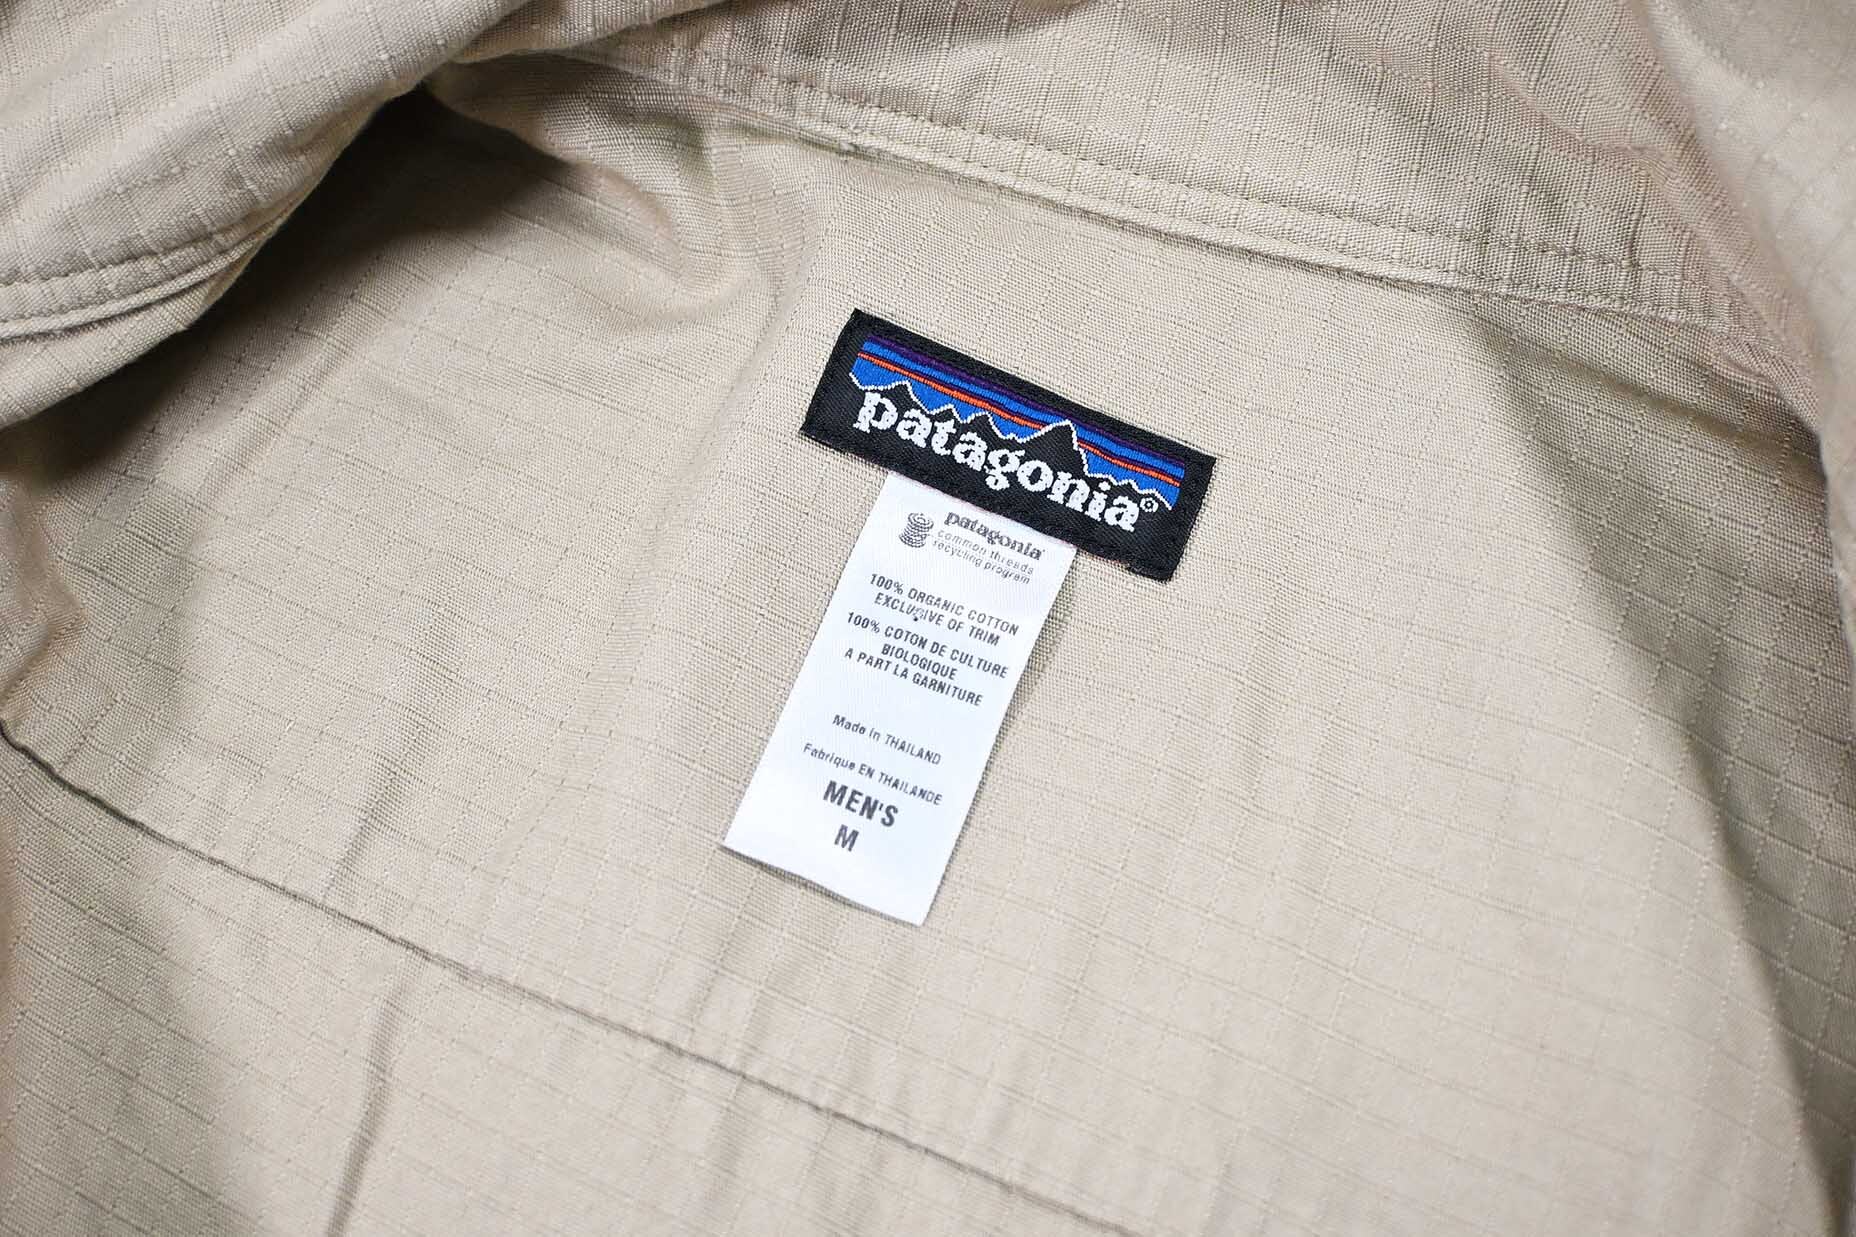 patagonia®
patagonia®
common threads
recycling program
100% ORGANIC COTTON
EXCLUSIVE OF TRIM
100% COTON DE CULTURE
BIOLOGIQUE
A PART LA GARNITURE
Made in THAILAND
Fabrique EN THAILANDE
MEN'S
M